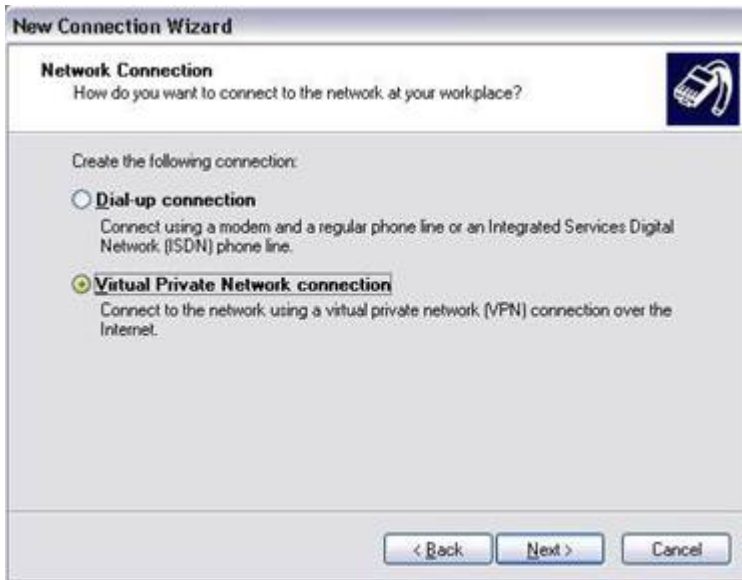 New Connection Wizard
Network Connection
How do you want to connect to the network at your workplace?
Create the following connection:
Dial-up connection
Connect using a modem and a regular phone line or an Integrated Services Digital
Network (ISDN) phone line.
Virtual Private Network connection
Connect to the network using a virtual private network (VPN) connection over the
Internet.
< Back
Next >
Cancel